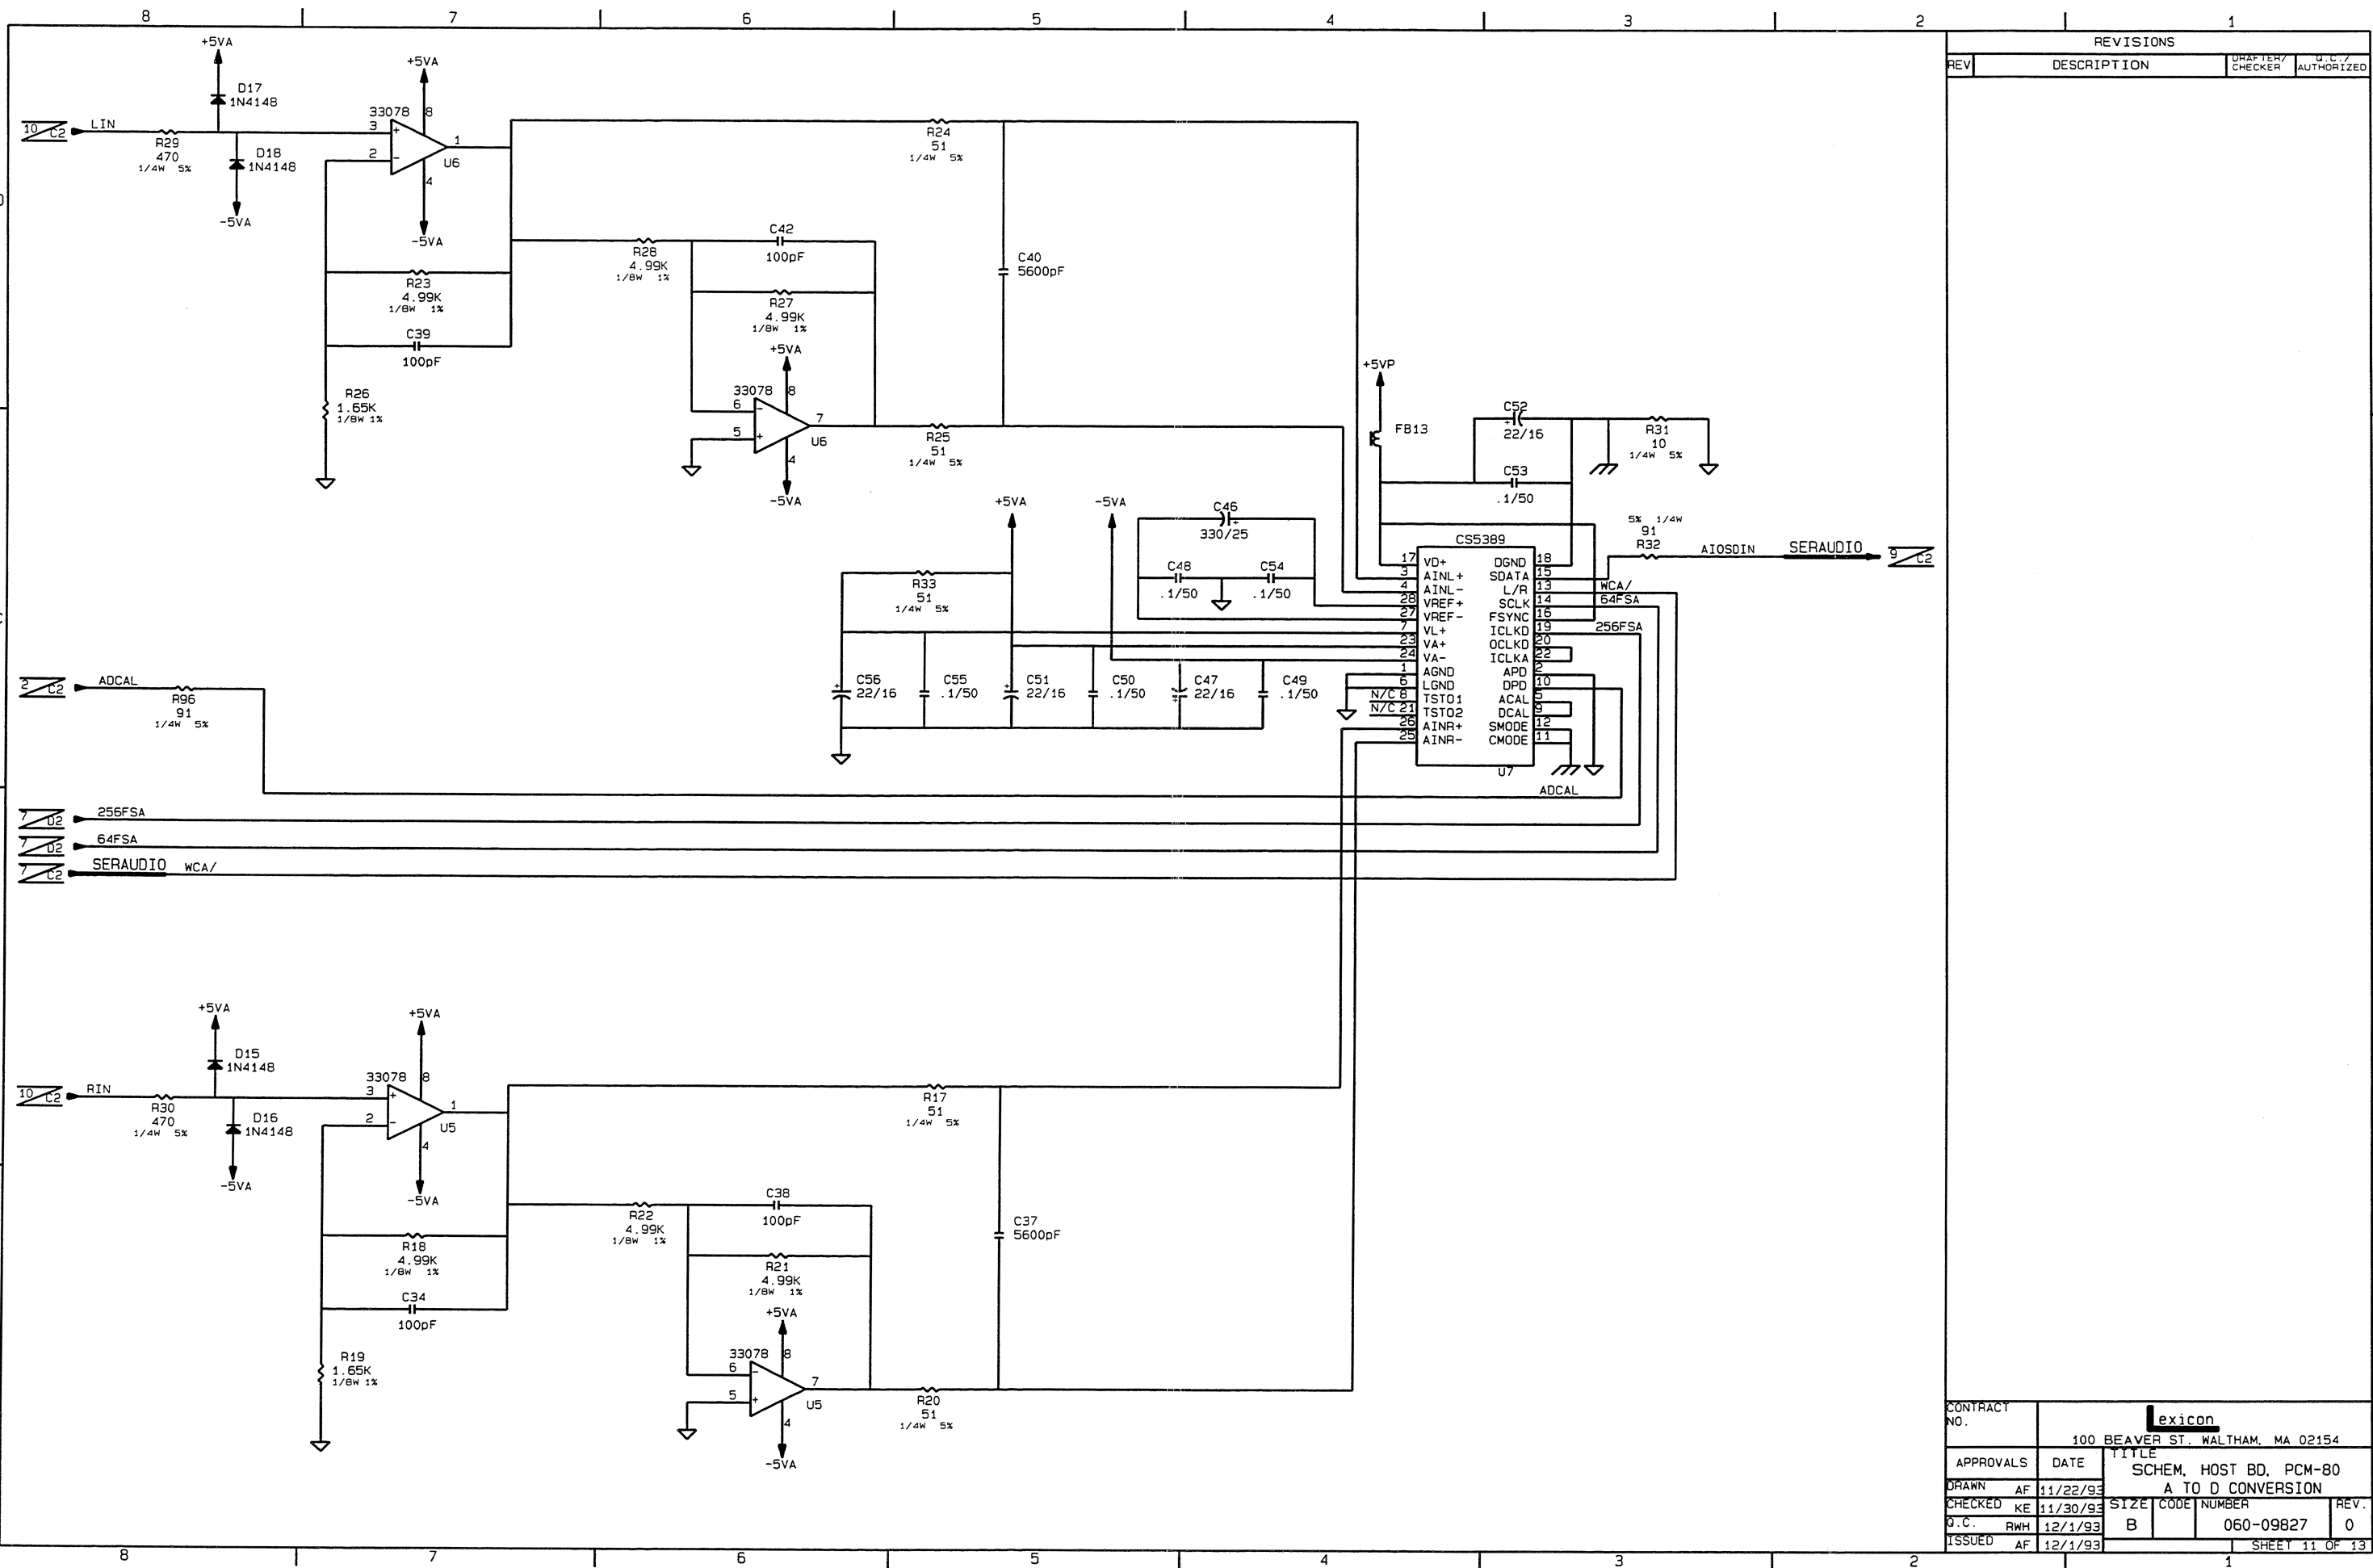 8 7 6 5 4 3 2 1
REVISIONS
REV DESCRIPTION DRAFTER/ CHECKER Q.C./ AUTHORIZED
+5VA
D17
1N4148
10 C2 LIN
R29
470
1/4W 5%
D18
1N4148
-5VA
+5VA
33078 8
3 +
2 -
1
U6
4
-5VA
R23
4.99K
1/8W 1%
C39
100pF
R26
1.65K
1/8W 1%
R28
4.99K
1/8W 1%
C42
100pF
R27
4.99K
1/8W 1%
+5VA
33078 8
6 -
5 +
7
U6
4
-5VA
R24
51
1/4W 5%
C40
5600pF
R25
51
1/4W 5%
+5VP
FB13
C52
+
22/16
C53
.1/50
R31
10
1/4W 5%
+5VA
-5VA
C46
+
330/25
C48
.1/50
C54
.1/50
R33
51
1/4W 5%
5% 1/4W
91
R32
AIOSDIN SERAUDIO 9 C2
CS5389
17 VD+ DGND 18
3 AINL+ SDATA 15
4 AINL- L/R 13 WCA/
28 VREF+ SCLK 14 64FSA
27 VREF- FSYNC 16
7 VL+ ICLKD 19 256FSA
23 VA+ OCLKD 20
24 VA- ICLKA 22
1 AGND APD 2
6 LGND DPD 10
N/C 8 TSTO1 ACAL 5
N/C 21 TSTO2 DCAL 9
26 AINR+ SMODE 12
25 AINR- CMODE 11
U7
+ C56
22/16
C55
.1/50
+ C51
22/16
C50
.1/50
C47
22/16
+
C49
.1/50
2 C2 ADCAL
R96
91
1/4W 5%
ADCAL
7 D2 256FSA
7 D2 64FSA
7 C2 SERAUDIO WCA/
+5VA
D15
1N4148
10 C2 RIN
R30
470
1/4W 5%
D16
1N4148
-5VA
+5VA
33078 8
3 +
2 -
1
U5
4
-5VA
R18
4.99K
1/8W 1%
C34
100pF
R19
1.65K
1/8W 1%
R22
4.99K
1/8W 1%
C38
100pF
R21
4.99K
1/8W 1%
+5VA
33078 8
6 -
5 +
7
U5
4
-5VA
R17
51
1/4W 5%
C37
5600pF
R20
51
1/4W 5%
CONTRACT
NO.
Lexicon
100 BEAVER ST. WALTHAM, MA 02154
APPROVALS DATE
TITLE
SCHEM, HOST BD, PCM-80
A TO D CONVERSION
DRAWN AF 11/22/93
CHECKED KE 11/30/93
Q.C. RWH 12/1/93
ISSUED AF 12/1/93
SIZE CODE NUMBER REV.
B 060-09827 0
SHEET 11 OF 13
8 7 6 5 4 3 2 1